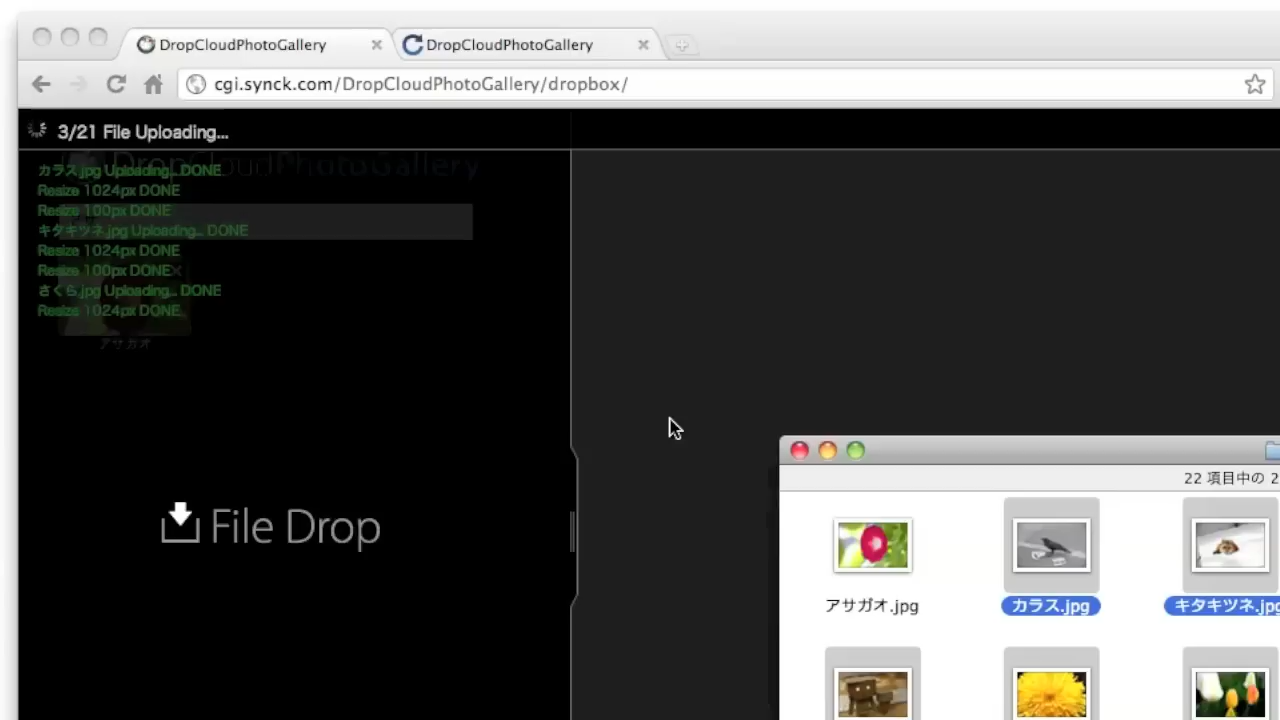 DropCloudPhotoGallery
DropCloudPhotoGallery
cgi.synck.com/DropCloudPhotoGallery/dropbox/
3/21 File Uploading...
DropCloudPhotoGallery
カラス.jpg Uploading... DONE
Resize 1024px DONE
Resize 100px DONE
キタキツネ.jpg Uploading... DONE
Resize 1024px DONE
Resize 100px DONE
さくら.jpg Uploading... DONE
Resize 1024px DONE
アサガオ
File Drop
22 項目中の 2
アサガオ.jpg
カラス.jpg
キタキツネ.jpg